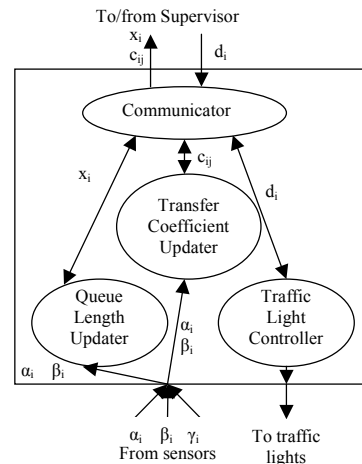 To/from Supervisor
xᵢ
cᵢⱼ
dᵢ
Communicator
cᵢⱼ
xᵢ
dᵢ
Transfer
Coefficient
Updater
Queue
Length
Updater
Traffic
Light
Controller
αᵢ
βᵢ
αᵢ βᵢ
αᵢ βᵢ γᵢ
From sensors
To traffic
lights